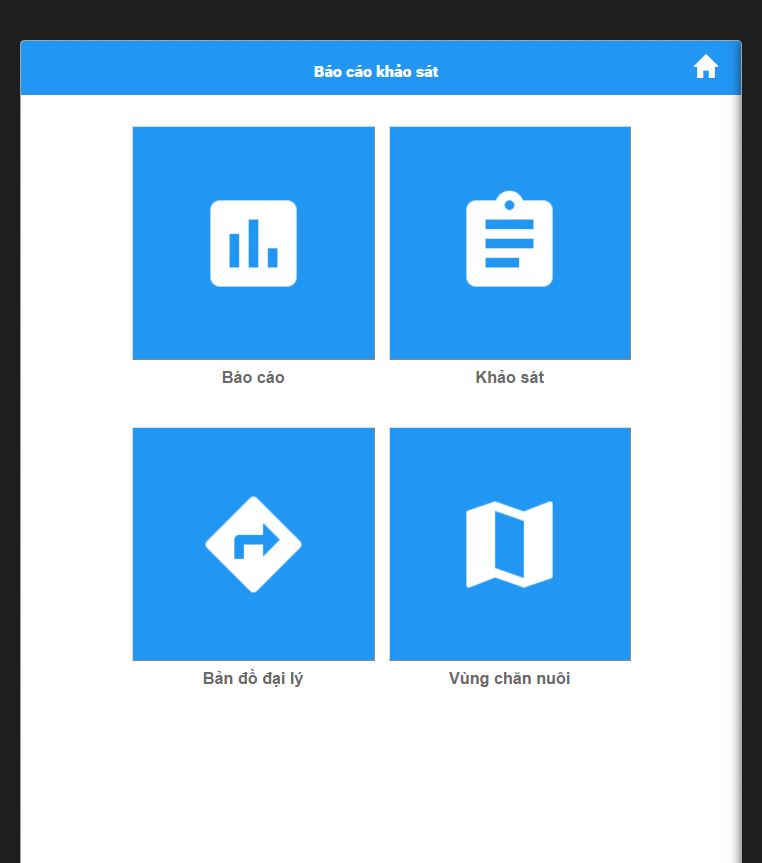 Báo cáo khảo sát
Báo cáo
Khảo sát
Bản đồ đại lý
Vùng chăn nuôi